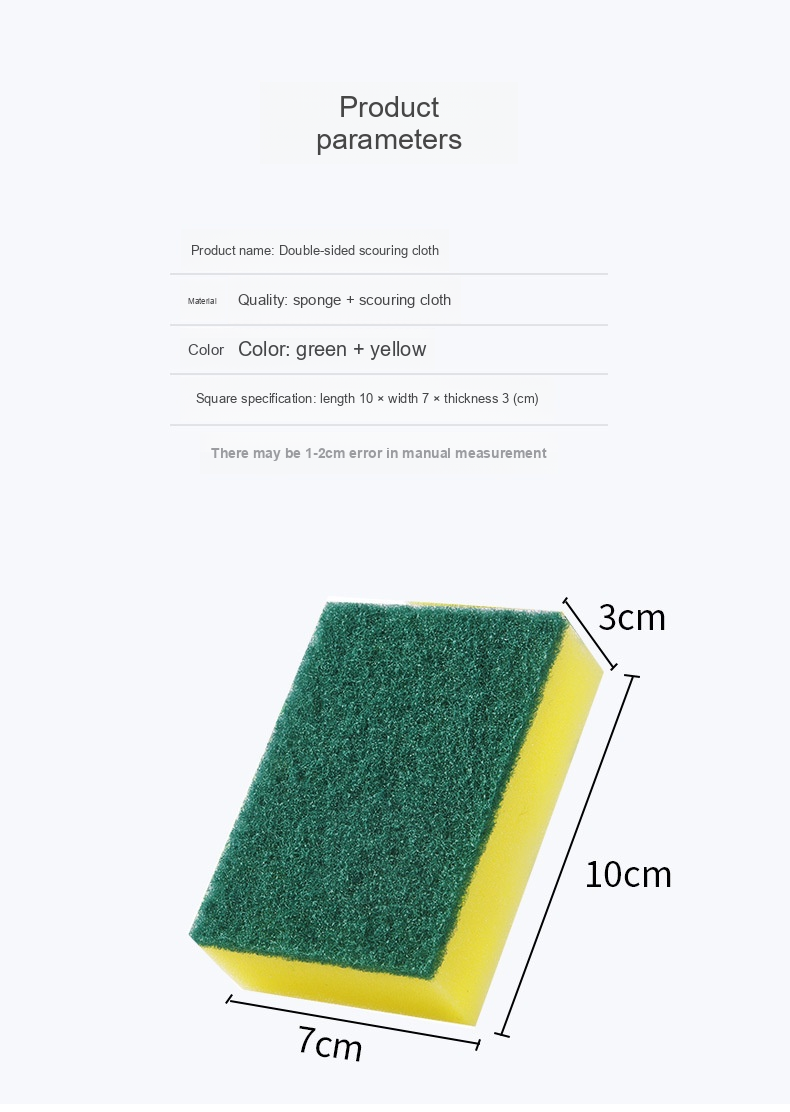 Product
parameters
Product name: Double-sided scouring cloth
Material Quality: sponge + scouring cloth
Color Color: green + yellow
Square specification: length 10 × width 7 × thickness 3 (cm)
There may be 1-2cm error in manual measurement
3cm
10cm
7cm